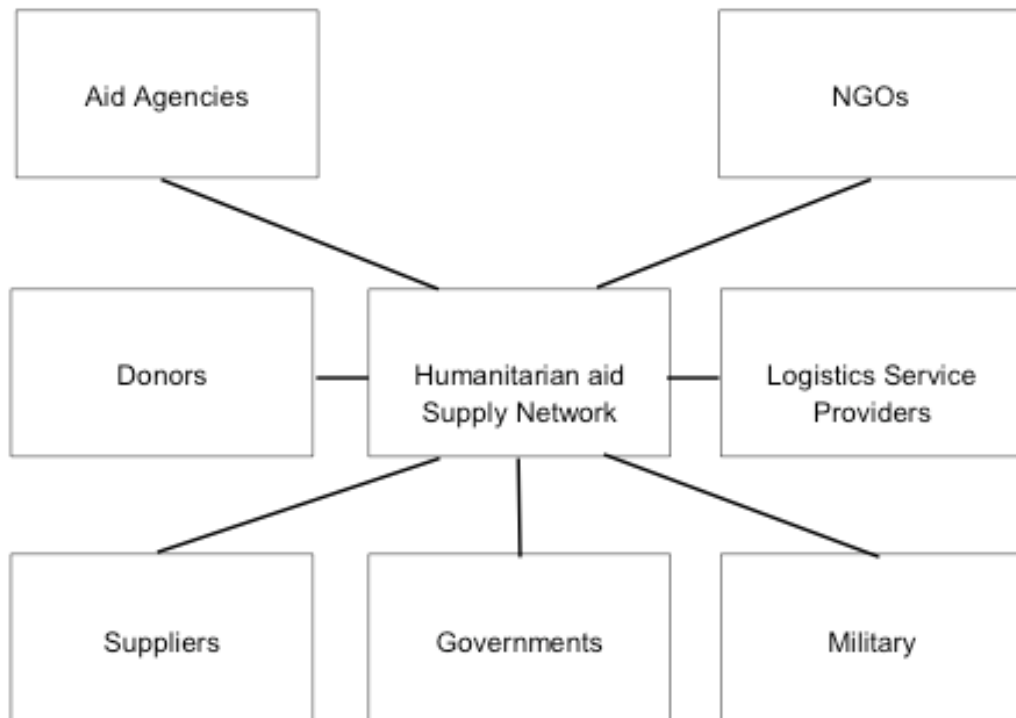 Aid Agencies
NGOs
Donors
Humanitarian aid
Supply Network
Logistics Service
Providers
Suppliers
Governments
Military